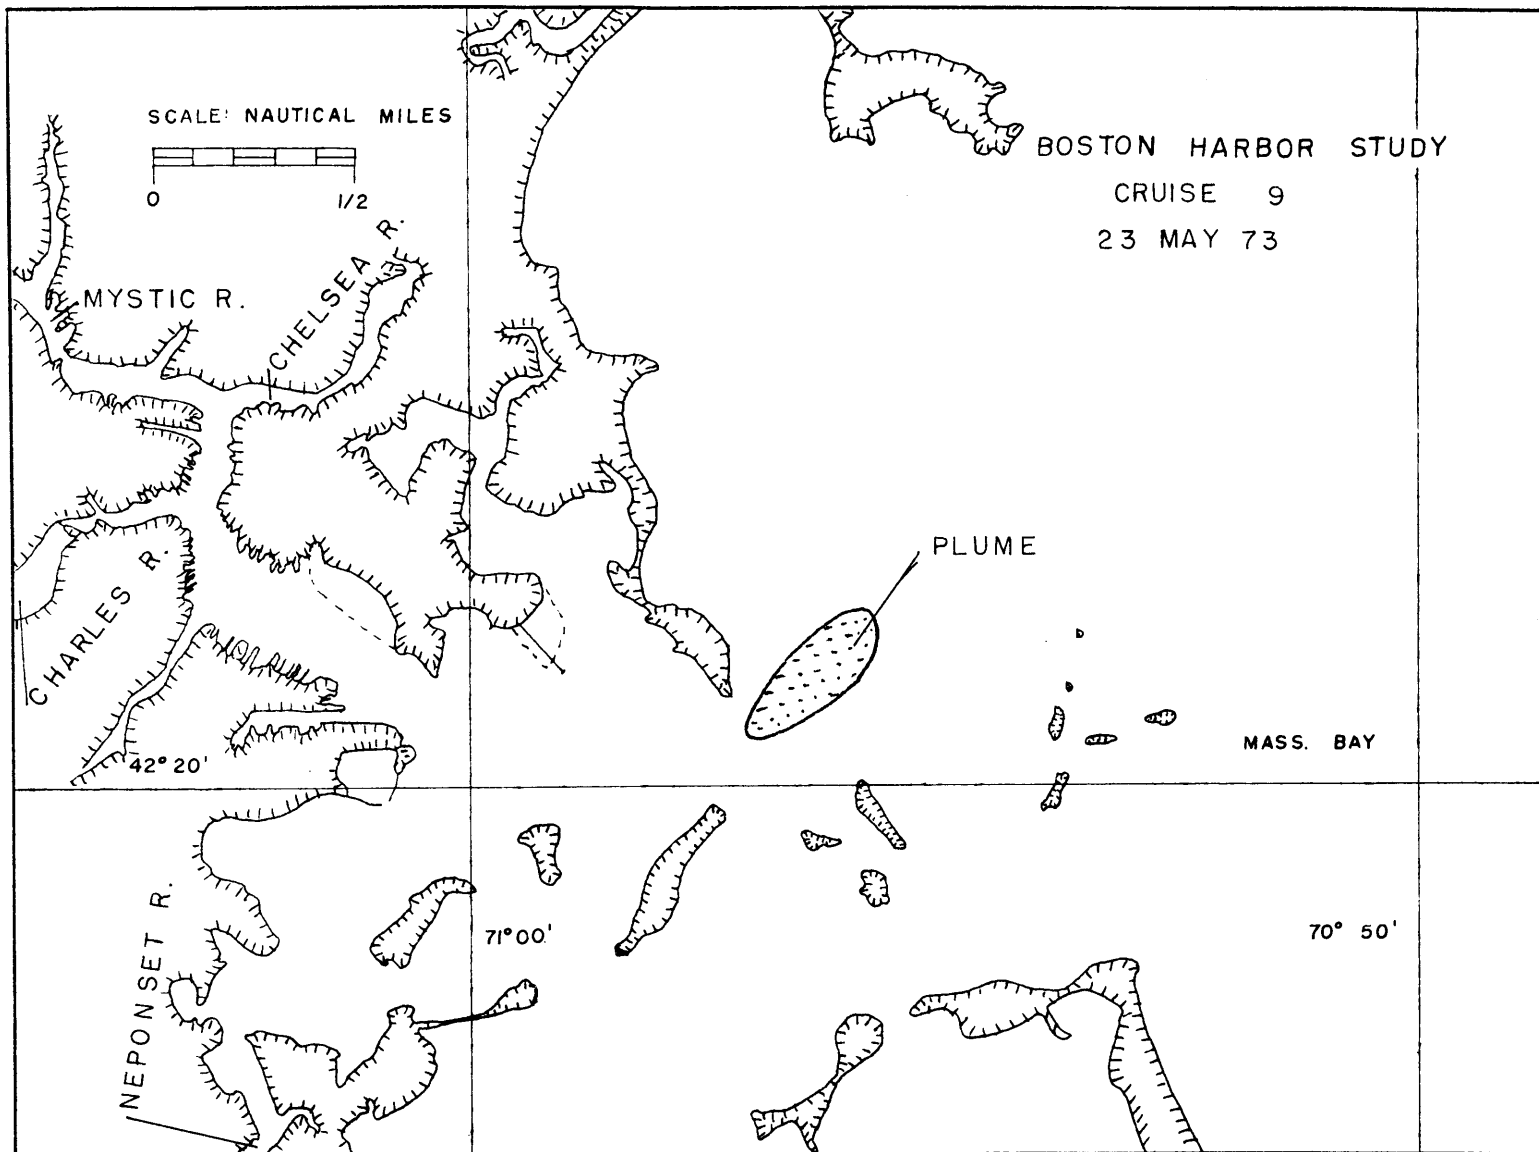 SCALE: NAUTICAL MILES
0 1/2
BOSTON HARBOR STUDY
CRUISE 9
23 MAY 73
MYSTIC R.
CHELSEA R.
PLUME
CHARLES R.
42° 20'
MASS. BAY
NEPONSET R.
71° 00'
70° 50'